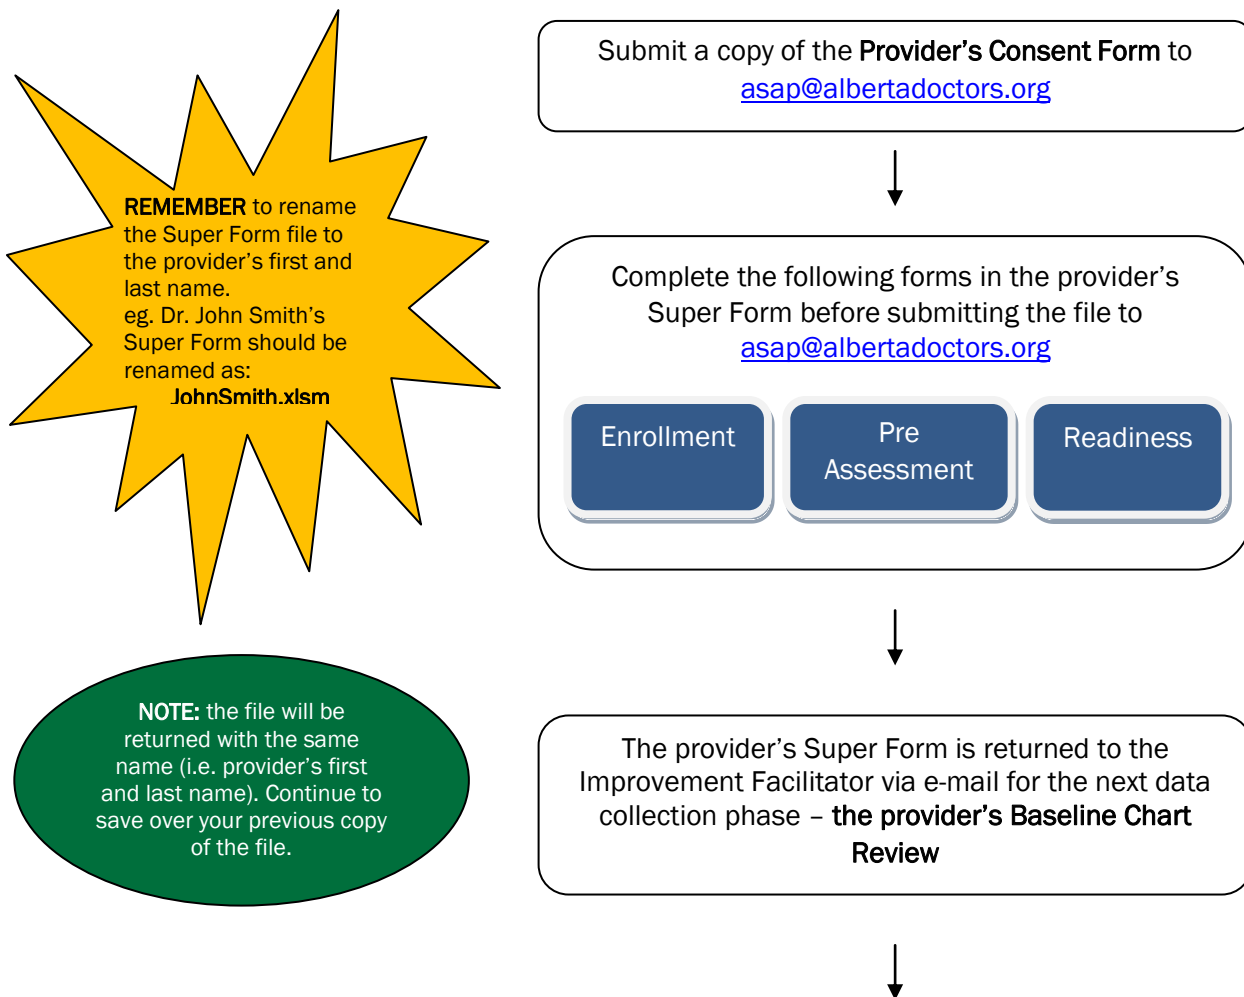 Submit a copy of the Provider's Consent Form to
asap@albertadoctors.org
REMEMBER to rename
the Super Form file to
the provider's first and
last name.
eg. Dr. John Smith's
Super Form should be
renamed as:
JohnSmith.xlsm
Complete the following forms in the provider's
Super Form before submitting the file to
asap@albertadoctors.org
Enrollment
Pre
Assessment
Readiness
NOTE: the file will be
returned with the same
name (i.e. provider's first
and last name). Continue to
save over your previous copy
of the file.
The provider's Super Form is returned to the
Improvement Facilitator via e-mail for the next data
collection phase – the provider's Baseline Chart
Review